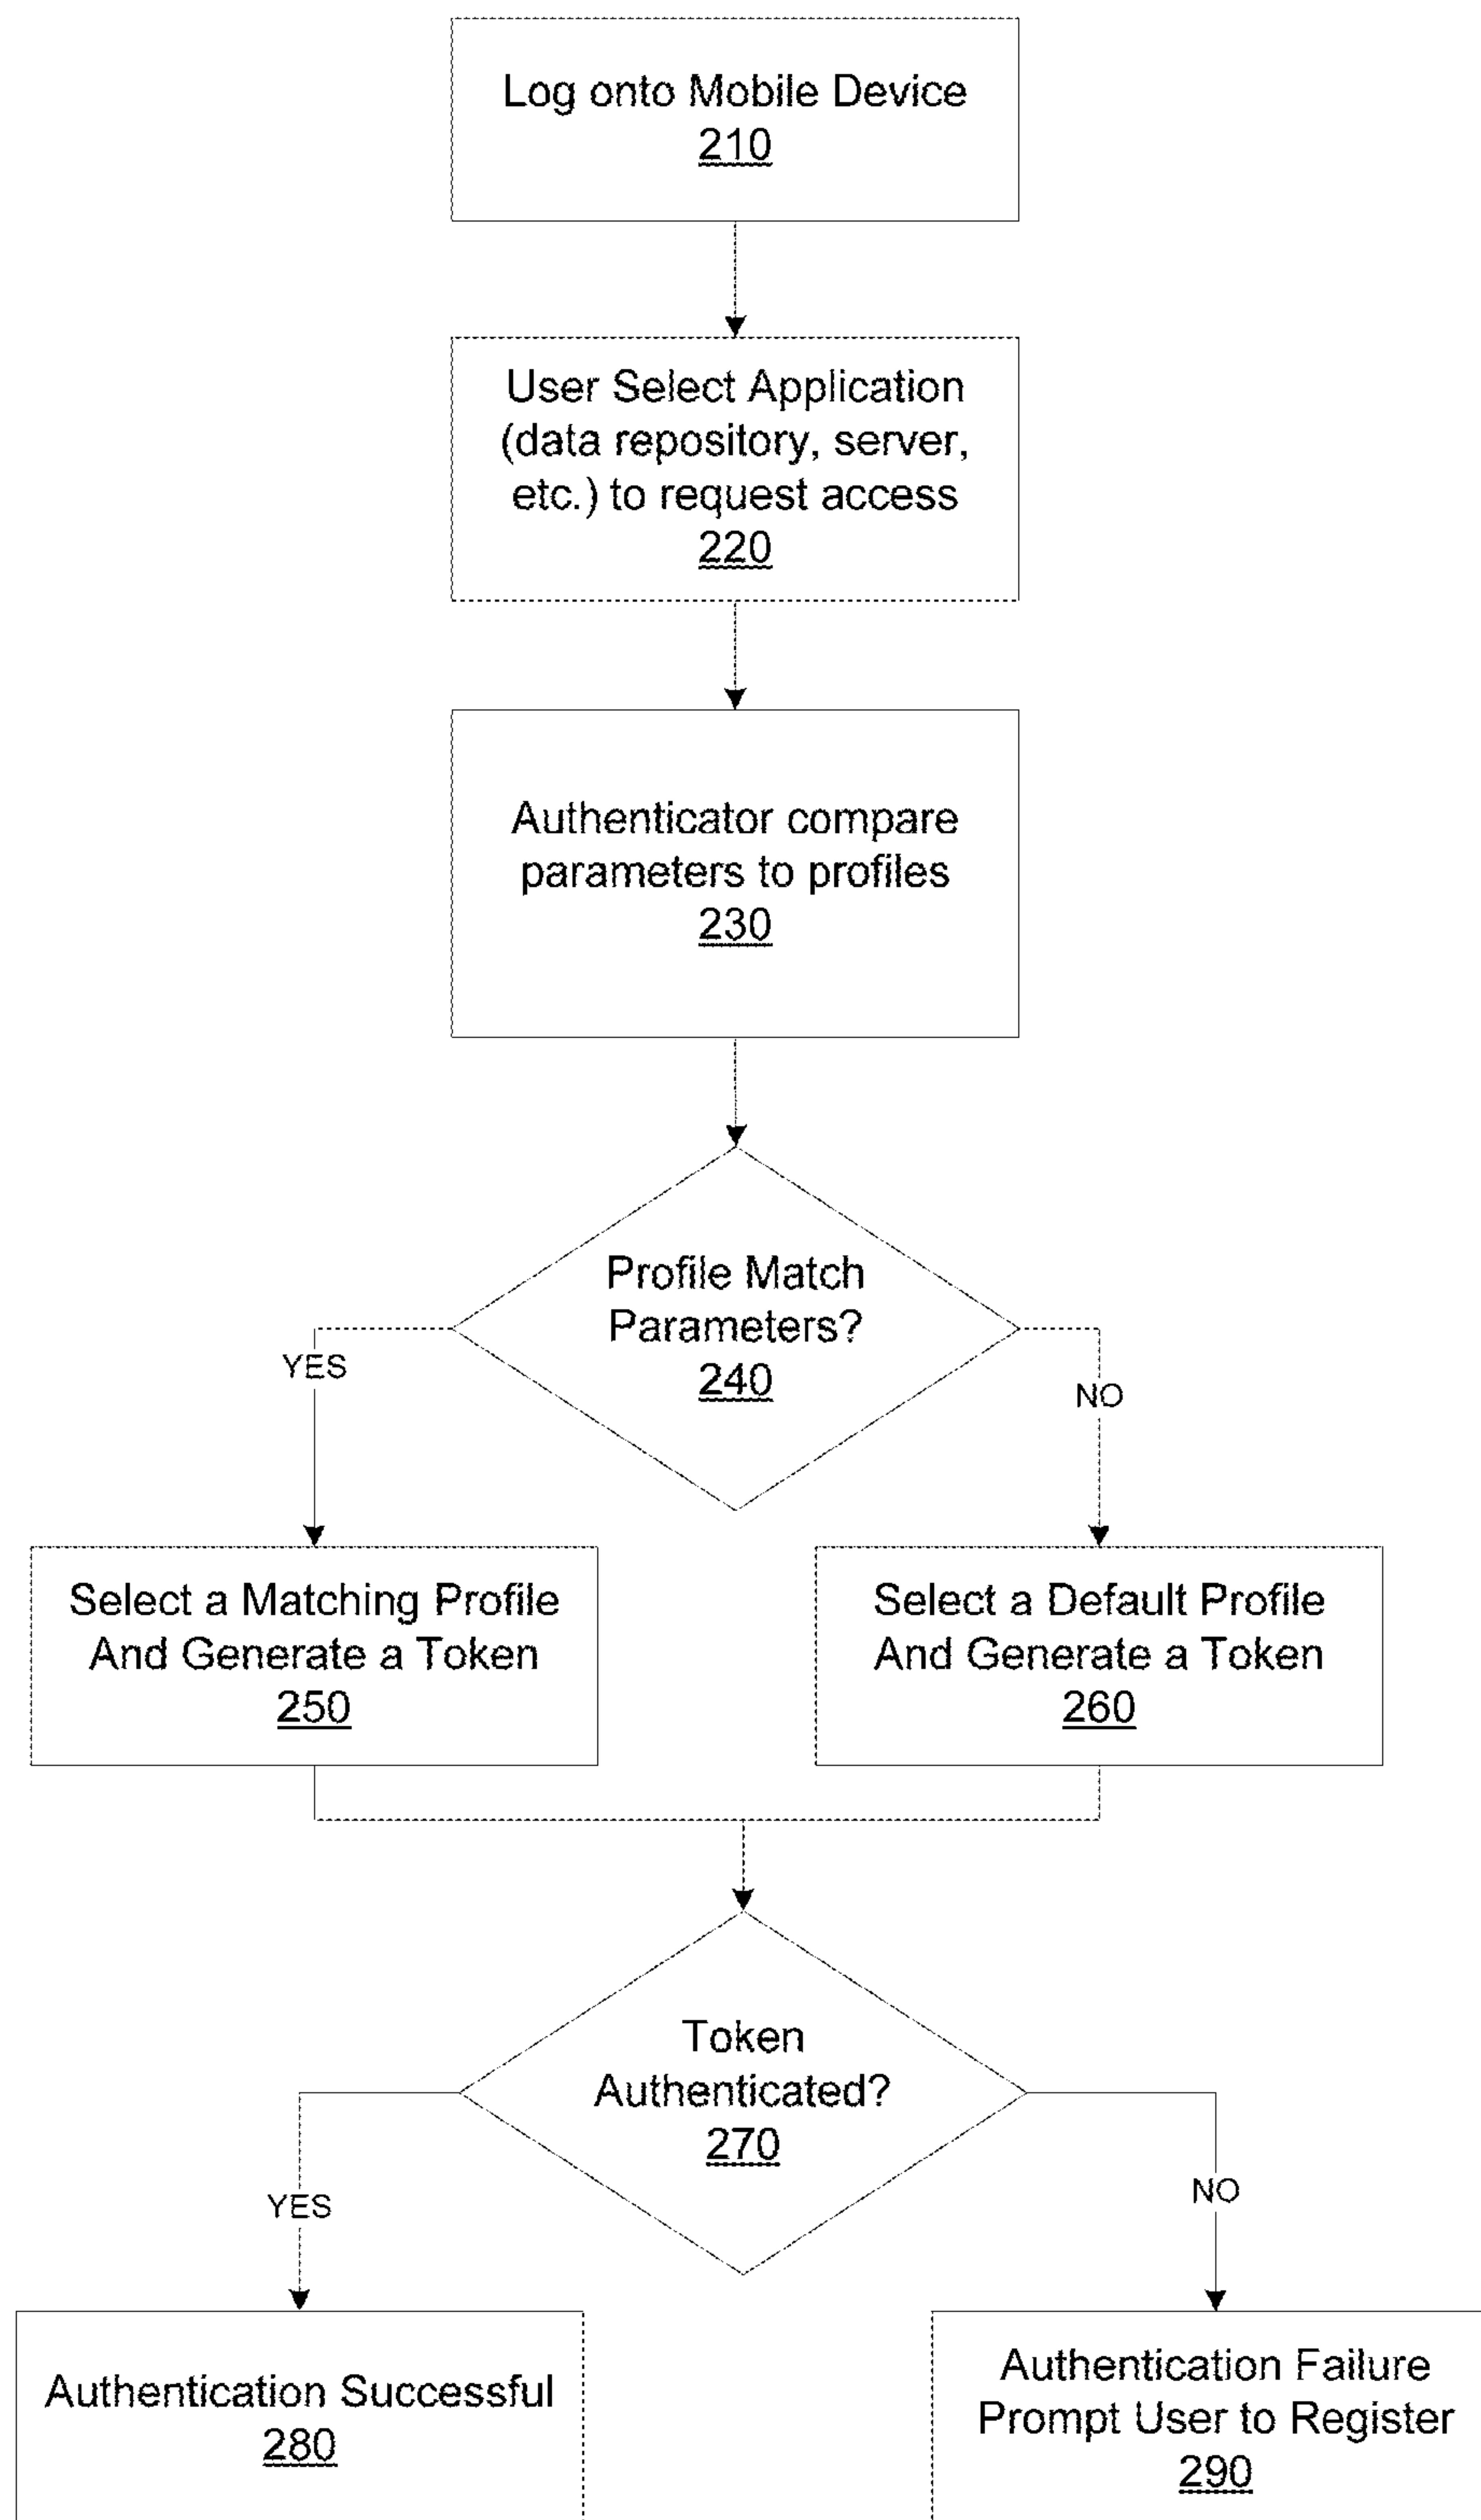 Log onto Mobile Device
210
User Select Application
(data repository, server,
etc.) to request access
220
Authenticator compare
parameters to profiles
230
Profile Match
Parameters?
240
YES
NO
Select a Matching Profile
And Generate a Token
250
Select a Default Profile
And Generate a Token
260
Token
Authenticated?
270
YES
NO
Authentication Successful
280
Authentication Failure
Prompt User to Register
290